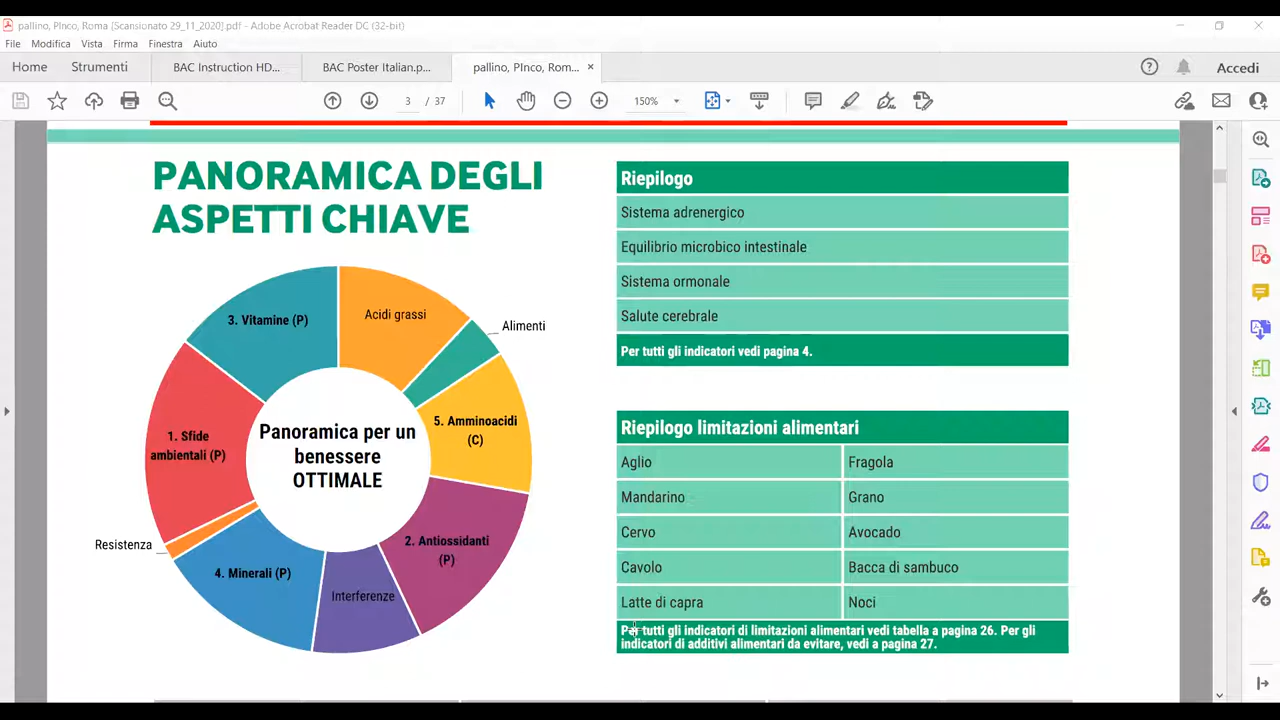 pallino, PInco, Roma [Scansionato 29_11_2020].pdf - Adobe Acrobat Reader DC (32-bit)
File Modifica Vista Firma Finestra Aiuto
Home Strumenti BAC Instruction HD... BAC Poster Italian.p... pallino, PInco, Rom... ×
Accedi
3 / 37 150%
PANORAMICA DEGLI
ASPETTI CHIAVE
3. Vitamine (P)
Acidi grassi
Alimenti
5. Amminoacidi
(C)
1. Sfide
ambientali (P)
Panoramica per un
benessere
OTTIMALE
2. Antiossidanti
(P)
Resistenza
4. Minerali (P)
Interferenze
Riepilogo
Sistema adrenergico
Equilibrio microbico intestinale
Sistema ormonale
Salute cerebrale
Per tutti gli indicatori vedi pagina 4.
Riepilogo limitazioni alimentari
Aglio Fragola
Mandarino Grano
Cervo Avocado
Cavolo Bacca di sambuco
Latte di capra Noci
Per tutti gli indicatori di limitazioni alimentari vedi tabella a pagina 26. Per gli
indicatori di additivi alimentari da evitare, vedi a pagina 27.